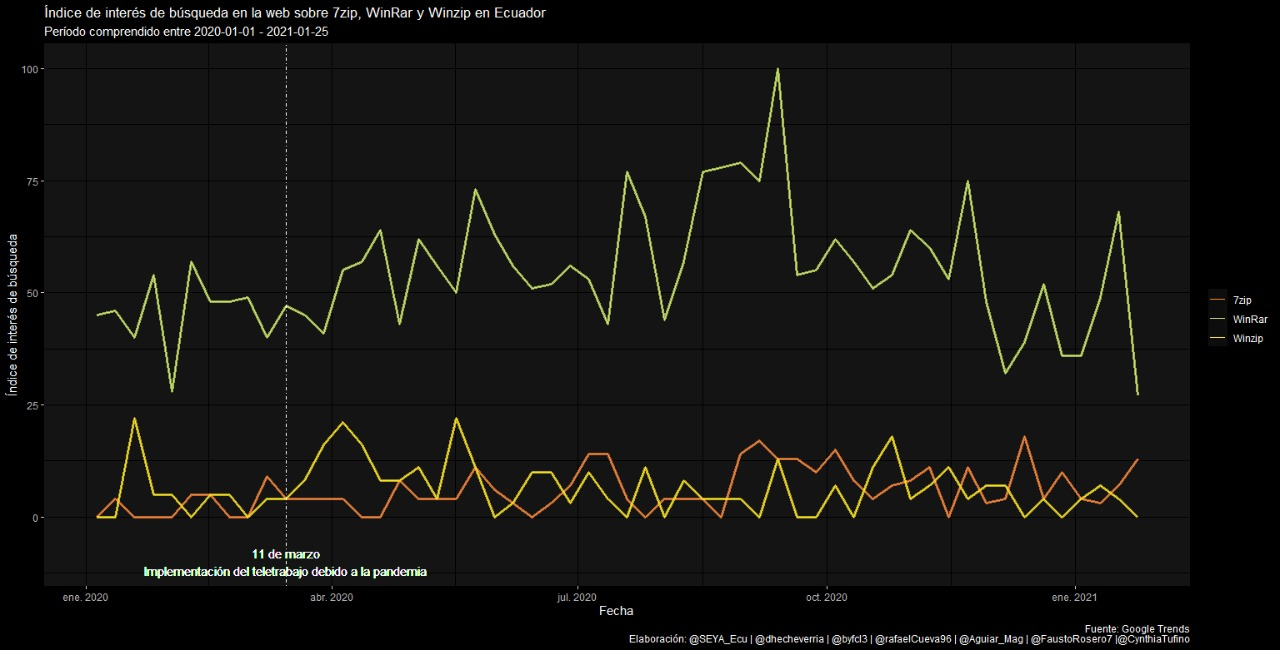 Índice de interés de búsqueda en la web sobre 7zip, WinRar y Winzip en Ecuador
Período comprendido entre 2020-01-01 - 2021-01-25
Índice de interés de búsqueda
100
75
50
25
0
11 de marzo
Implementación del teletrabajo debido a la pandemia
ene. 2020
abr. 2020
jul. 2020
oct. 2020
ene. 2021
Fecha
7zip
WinRar
Winzip
Fuente: Google Trends
Elaboración: @SEYA_Ecu | @dhecheverria | @byfcl3 | @rafaelCueva96 | @Aguiar_Mag | @FaustoRosero7 |@CynthiaTufino